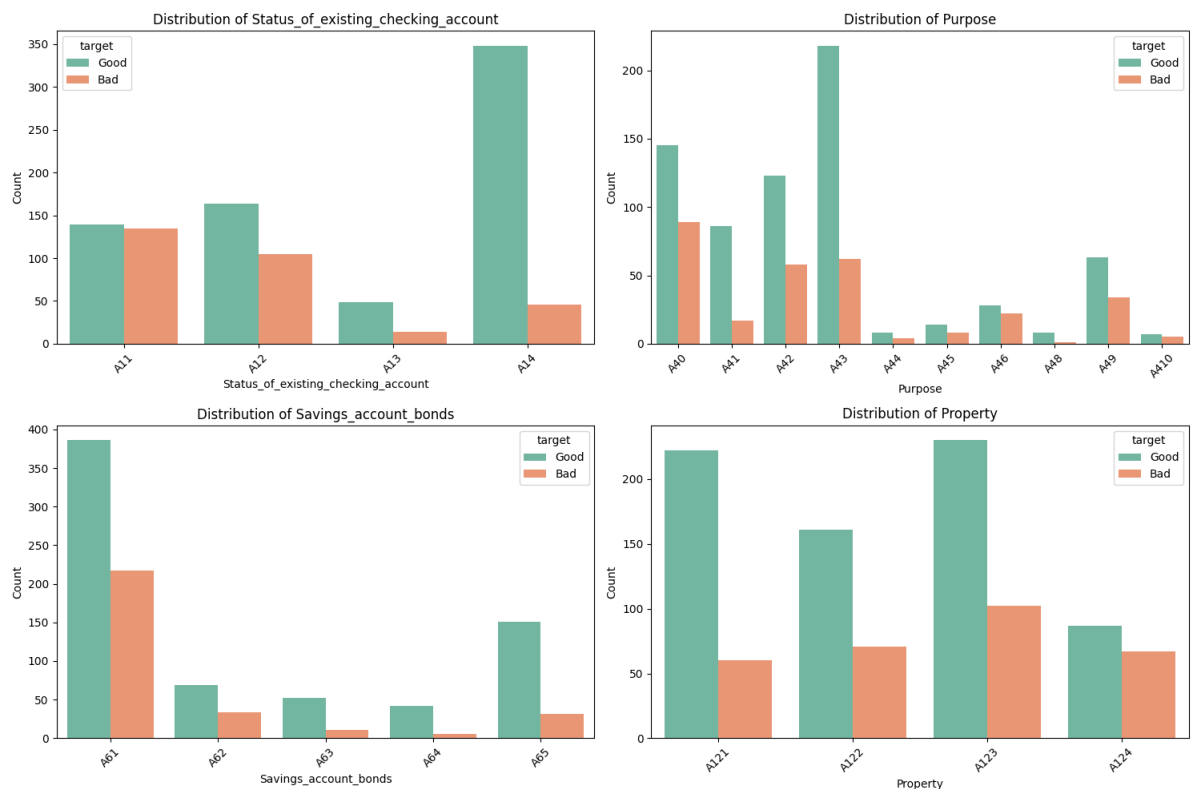 Distribution of Status_of_existing_checking_account
target
Good
Bad
350
300
250
200
150
100
50
0
Count
A11
A12
A13
A14
Status_of_existing_checking_account
Distribution of Purpose
target
Good
Bad
200
150
100
50
0
Count
A40
A41
A42
A43
A44
A45
A46
A48
A49
A410
Purpose
Distribution of Savings_account_bonds
target
Good
Bad
400
350
300
250
200
150
100
50
0
Count
A61
A62
A63
A64
A65
Savings_account_bonds
Distribution of Property
target
Good
Bad
200
150
100
50
0
Count
A121
A122
A123
A124
Property